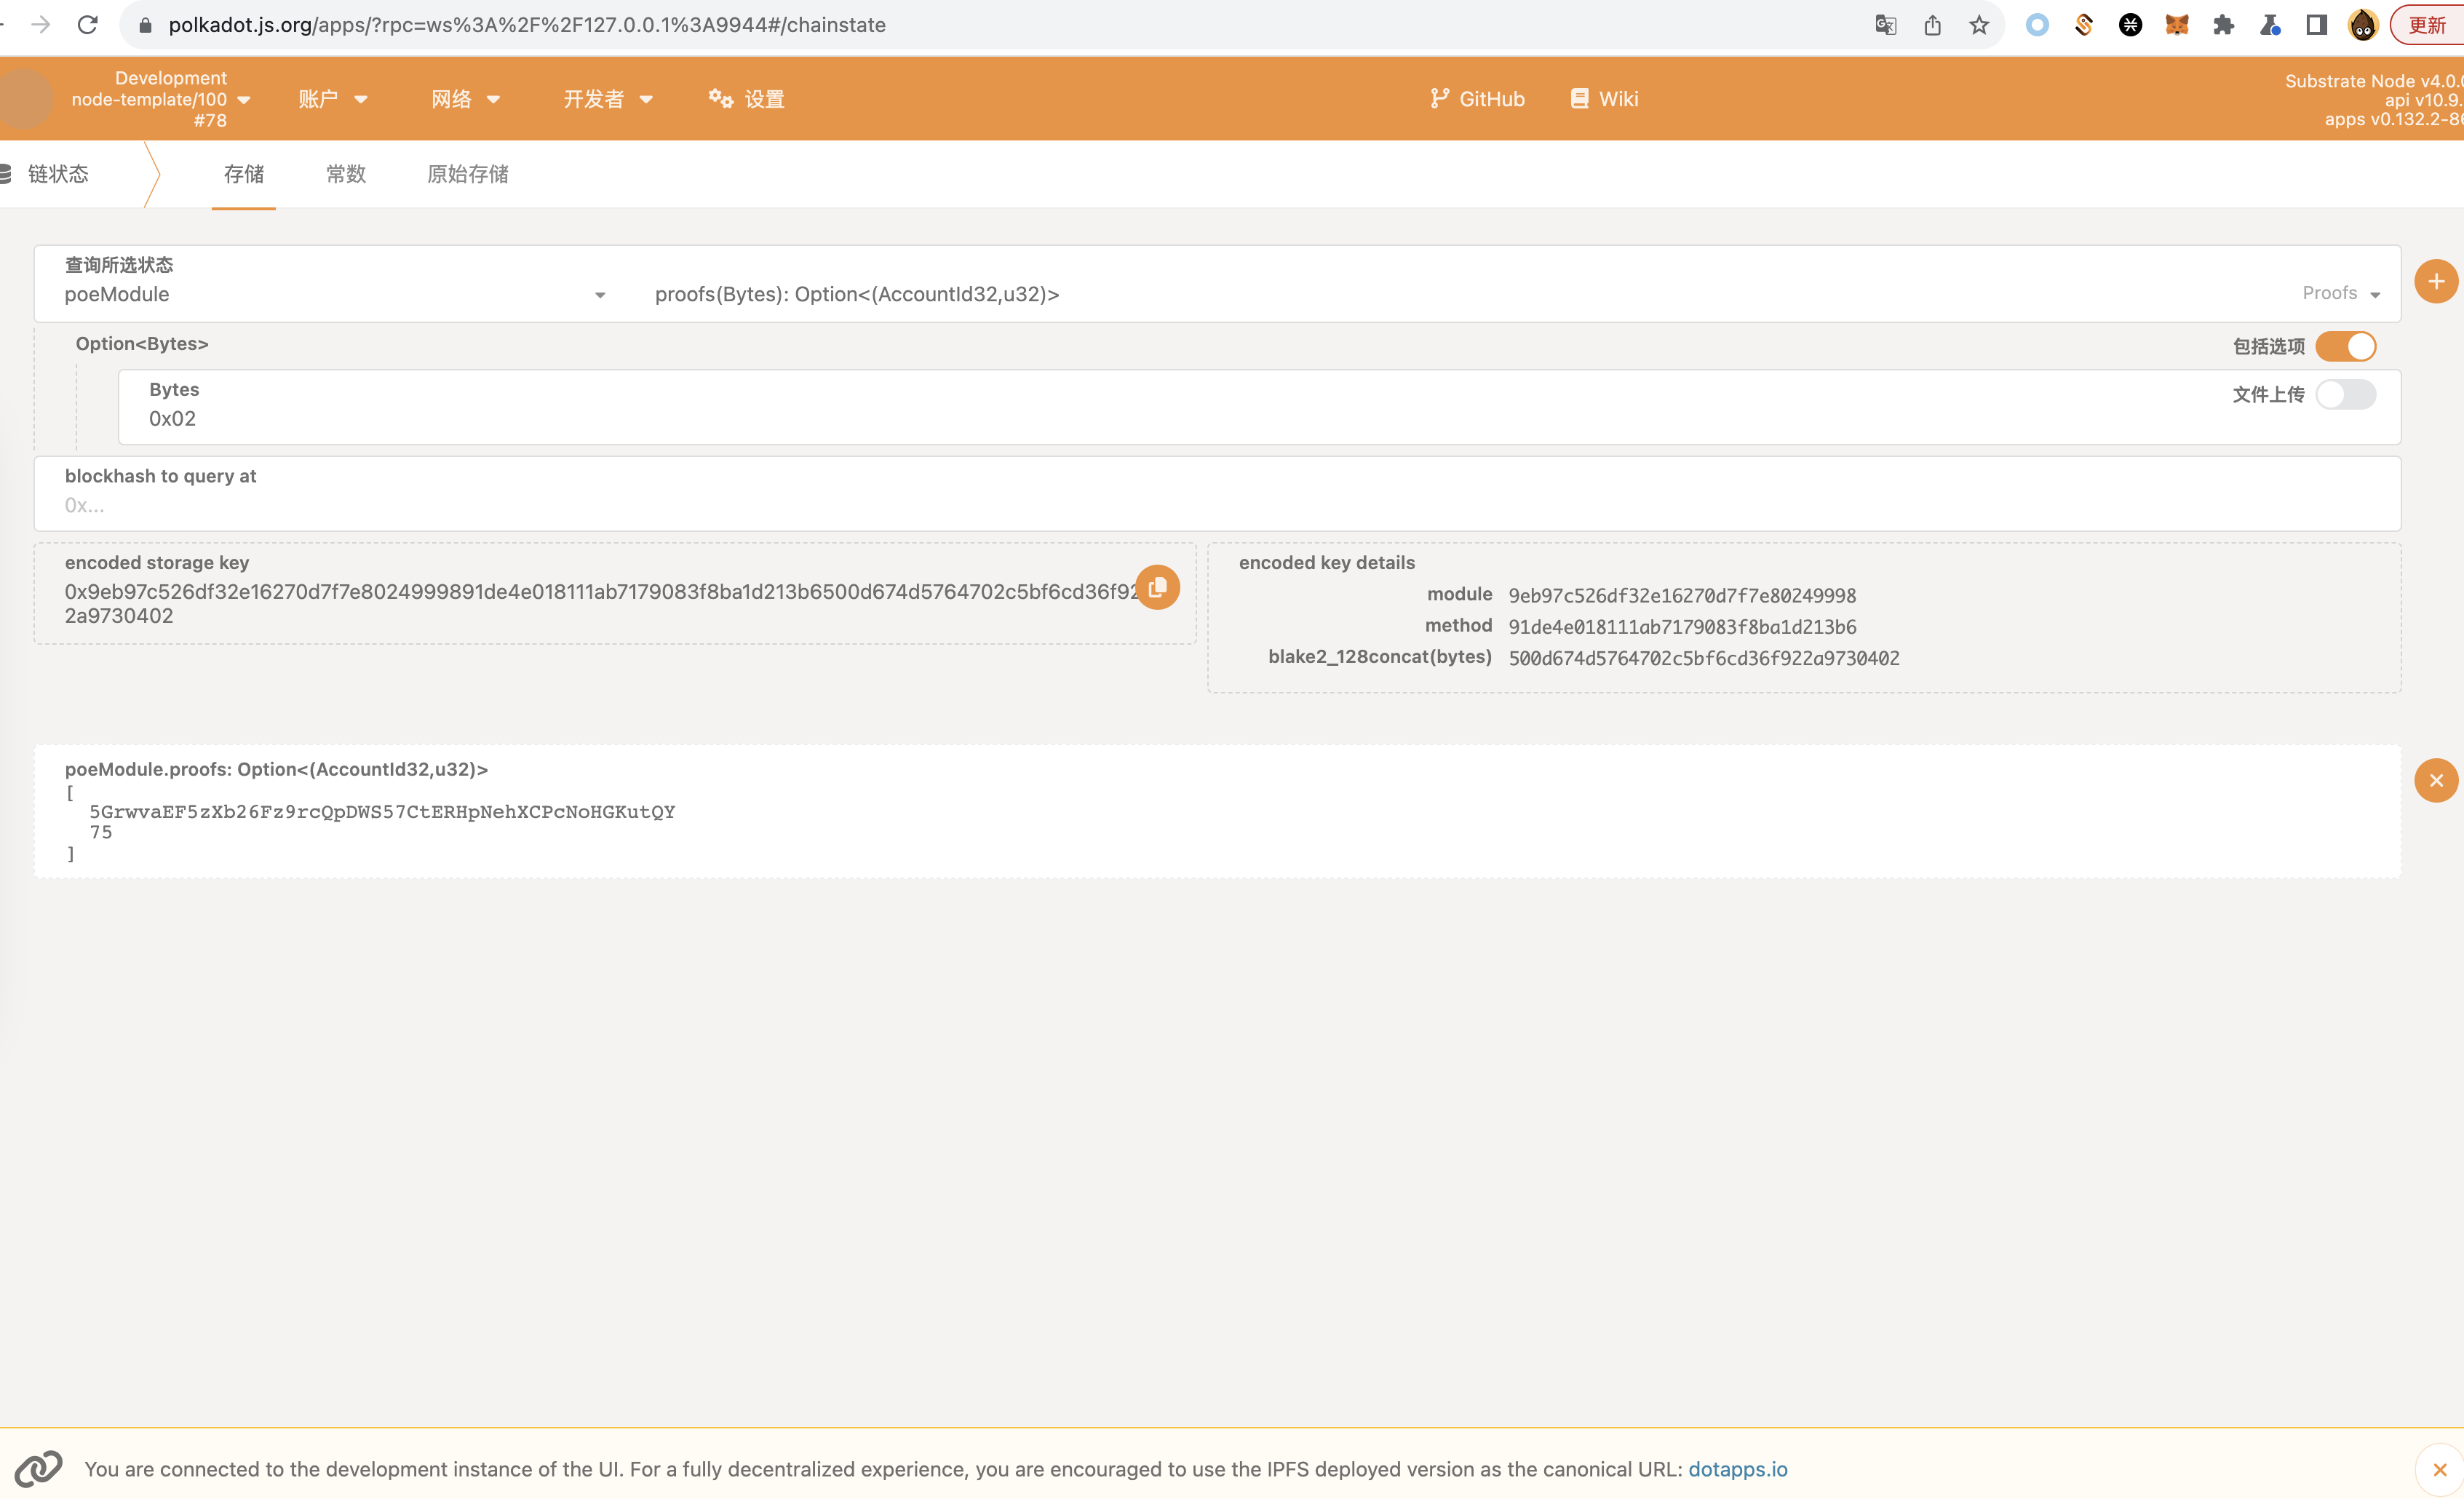 polkadot.js.org/apps/?rpc=ws%3A%2F%2F127.0.0.1%3A9944#/chainstate
更新
Development
node-template/100
#78
账户
网络
开发者
设置
GitHub
Wiki
Substrate Node v4.0.
api v10.9.
apps v0.132.2-8
链状态
存储
常数
原始存储
查询所选状态
poeModule
proofs(Bytes): Option<(AccountId32,u32)>
Proofs
Option<Bytes>
包括选项
Bytes
0x02
文件上传
blockhash to query at
0x...
encoded storage key
0x9eb97c526df32e16270d7f7e8024999891de4e018111ab7179083f8ba1d213b6500d674d5764702c5bf6cd36f92
2a9730402
encoded key details
module 9eb97c526df32e16270d7f7e80249998
method 91de4e018111ab7179083f8ba1d213b6
blake2_128concat(bytes) 500d674d5764702c5bf6cd36f922a9730402
poeModule.proofs: Option<(AccountId32,u32)>
[
5GrwvaEF5zXb26Fz9rcQpDWS57CtERHpNehXCPcNoHGKutQY
75
]
You are connected to the development instance of the UI. For a fully decentralized experience, you are encouraged to use the IPFS deployed version as the canonical URL: dotapps.io